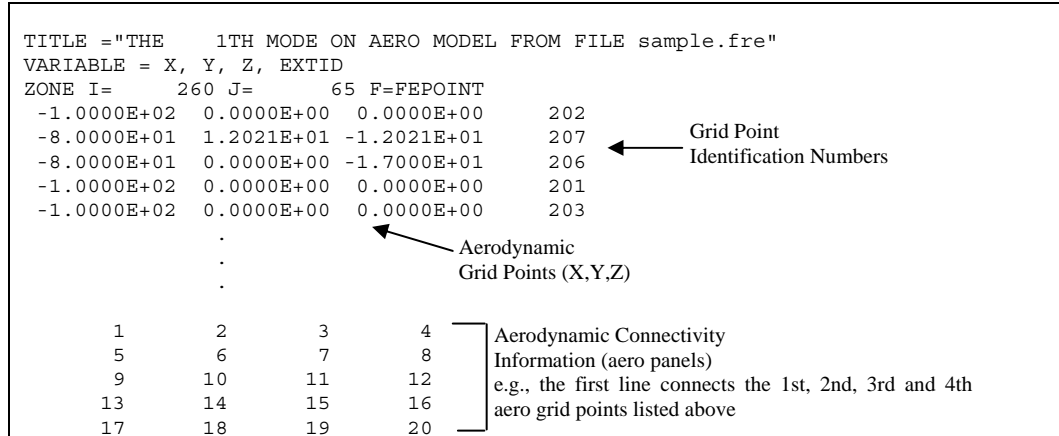 TITLE ="THE    1TH MODE ON AERO MODEL FROM FILE sample.fre"
VARIABLE = X, Y, Z, EXTID
ZONE I=     260 J=      65 F=FEPOINT
-1.0000E+02  0.0000E+00  0.0000E+00     202
-8.0000E+01  1.2021E+01 -1.2021E+01     207
-8.0000E+01  0.0000E+00 -1.7000E+01     206
-1.0000E+02  0.0000E+00  0.0000E+00     201
-1.0000E+02  0.0000E+00  0.0000E+00     203
Grid Point
Identification Numbers
.
.
.
Aerodynamic
Grid Points (X,Y,Z)
1       2       3       4
5       6       7       8
9      10      11      12
13      14      15      16
17      18      19      20
Aerodynamic Connectivity
Information (aero panels)
e.g., the first line connects the 1st, 2nd, 3rd and 4th
aero grid points listed above